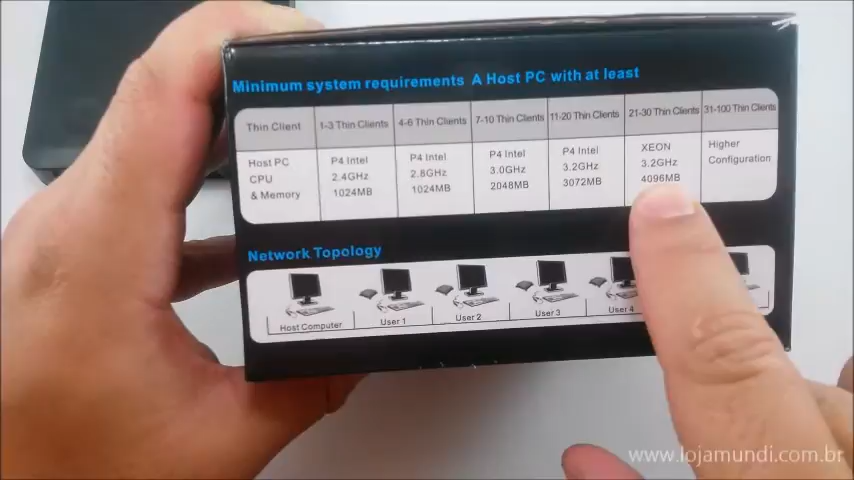 Minimum system requirements A Host PC with at least
Thin Client 1-3 Thin Clients 4-6 Thin Clients 7-10 Thin Clients 11-20 Thin Clients 21-30 Thin Clients 31-100 Thin Clients
Host PC P4 Intel P4 Intel P4 Intel P4 Intel XEON Higher
CPU 2.4GHz 2.8GHz 3.0GHz 3.2GHz 3.2GHz Configuration
& Memory 1024MB 1024MB 2048MB 3072MB 4096MB
Network Topology
Host Computer User 1 User 2 User 3 User 4
www.lojamundi.com.br